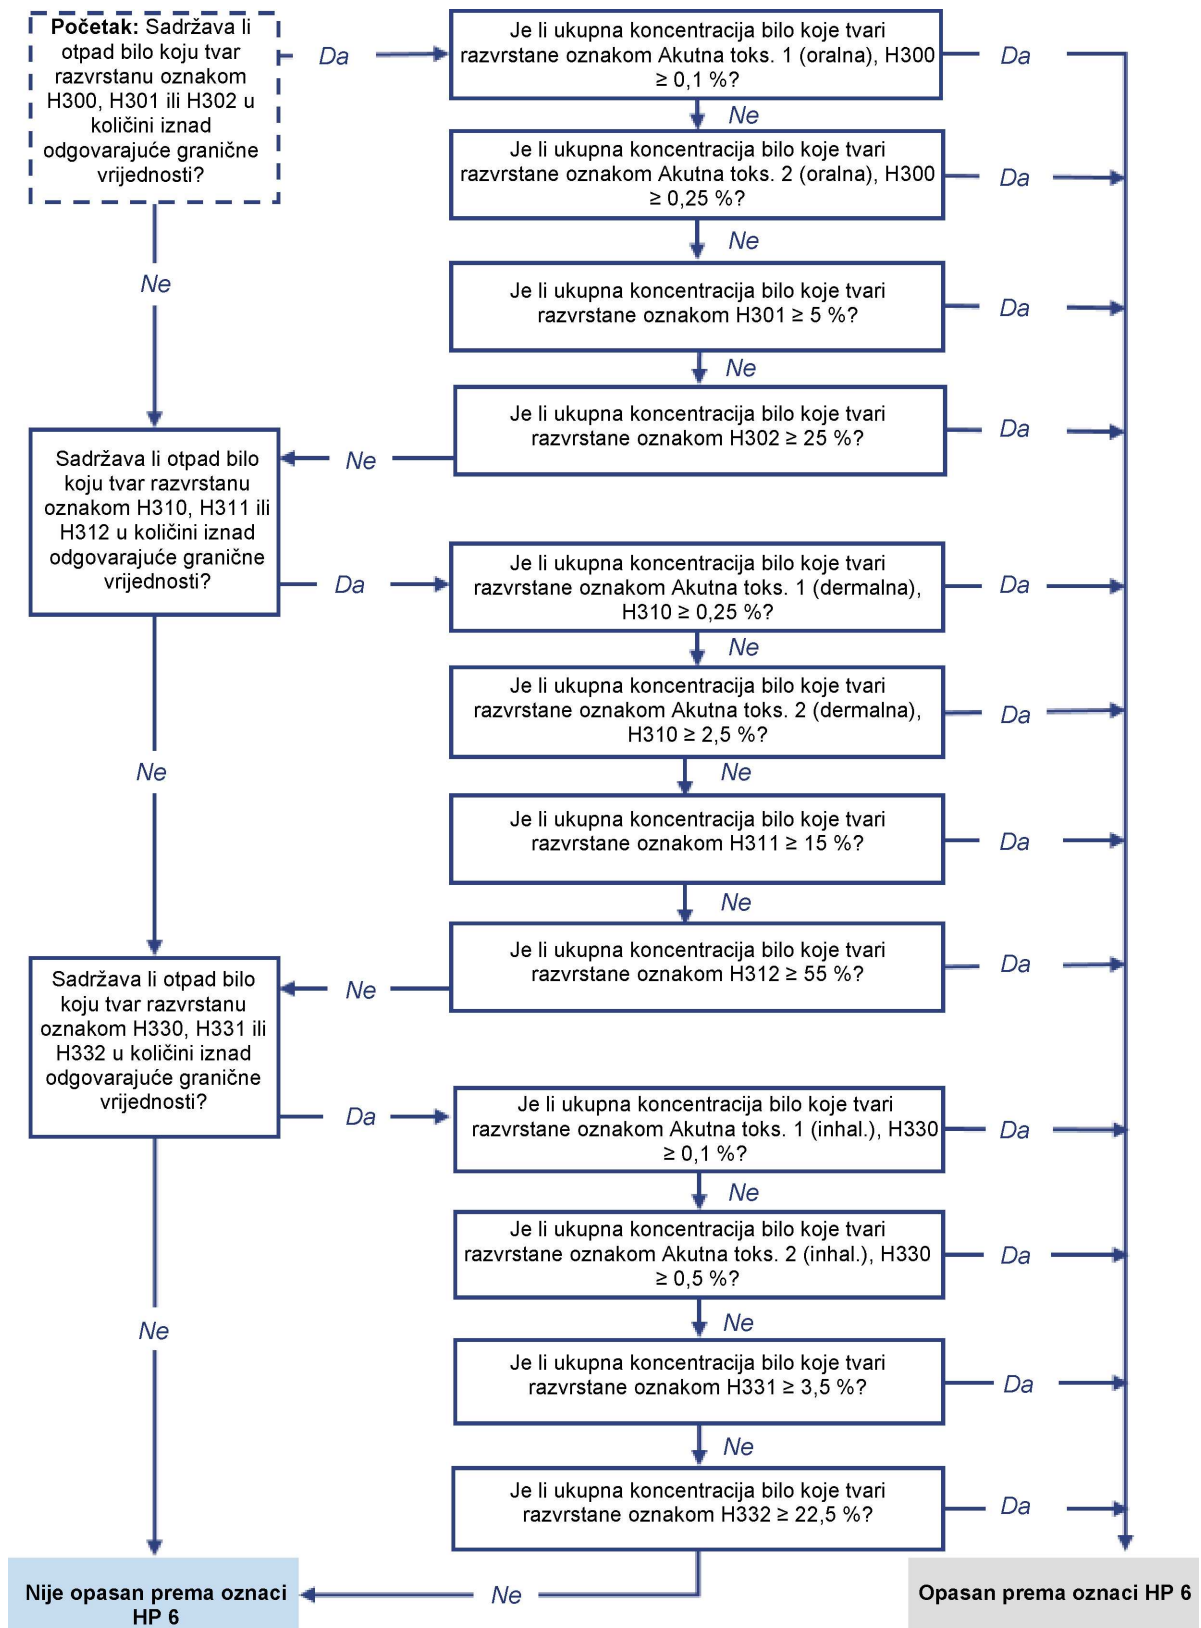 Početak: Sadržava li
otpad bilo koju tvar
razvrstanu oznakom
H300, H301 ili H302 u
količini iznad
odgovarajuće granične
vrijednosti?
Da
Je li ukupna koncentracija bilo koje tvari
razvrstane oznakom Akutna toks. 1 (oralna), H300
≥ 0,1 %?
Da
Ne
Je li ukupna koncentracija bilo koje tvari
razvrstane oznakom Akutna toks. 2 (oralna), H300
≥ 0,25 %?
Da
Ne
Ne
Je li ukupna koncentracija bilo koje tvari
razvrstane oznakom H301 ≥ 5 %?
Da
Ne
Je li ukupna koncentracija bilo koje tvari
razvrstane oznakom H302 ≥ 25 %?
Da
Ne
Sadržava li otpad bilo
koju tvar razvrstanu
oznakom H310, H311 ili
H312 u količini iznad
odgovarajuće granične
vrijednosti?
Da
Je li ukupna koncentracija bilo koje tvari
razvrstane oznakom Akutna toks. 1 (dermalna),
H310 ≥ 0,25 %?
Da
Ne
Je li ukupna koncentracija bilo koje tvari
razvrstane oznakom Akutna toks. 2 (dermalna),
H310 ≥ 2,5 %?
Da
Ne
Ne
Je li ukupna koncentracija bilo koje tvari
razvrstane oznakom H311 ≥ 15 %?
Da
Ne
Je li ukupna koncentracija bilo koje tvari
razvrstane oznakom H312 ≥ 55 %?
Da
Ne
Sadržava li otpad bilo
koju tvar razvrstanu
oznakom H330, H331 ili
H332 u količini iznad
odgovarajuće granične
vrijednosti?
Da
Je li ukupna koncentracija bilo koje tvari
razvrstane oznakom Akutna toks. 1 (inhal.), H330
≥ 0,1 %?
Da
Ne
Je li ukupna koncentracija bilo koje tvari
razvrstane oznakom Akutna toks. 2 (inhal.), H330
≥ 0,5 %?
Da
Ne
Ne
Je li ukupna koncentracija bilo koje tvari
razvrstane oznakom H331 ≥ 3,5 %?
Da
Ne
Je li ukupna koncentracija bilo koje tvari
razvrstane oznakom H332 ≥ 22,5 %?
Da
Ne
Nije opasan prema oznaci
HP 6
Opasan prema oznaci HP 6